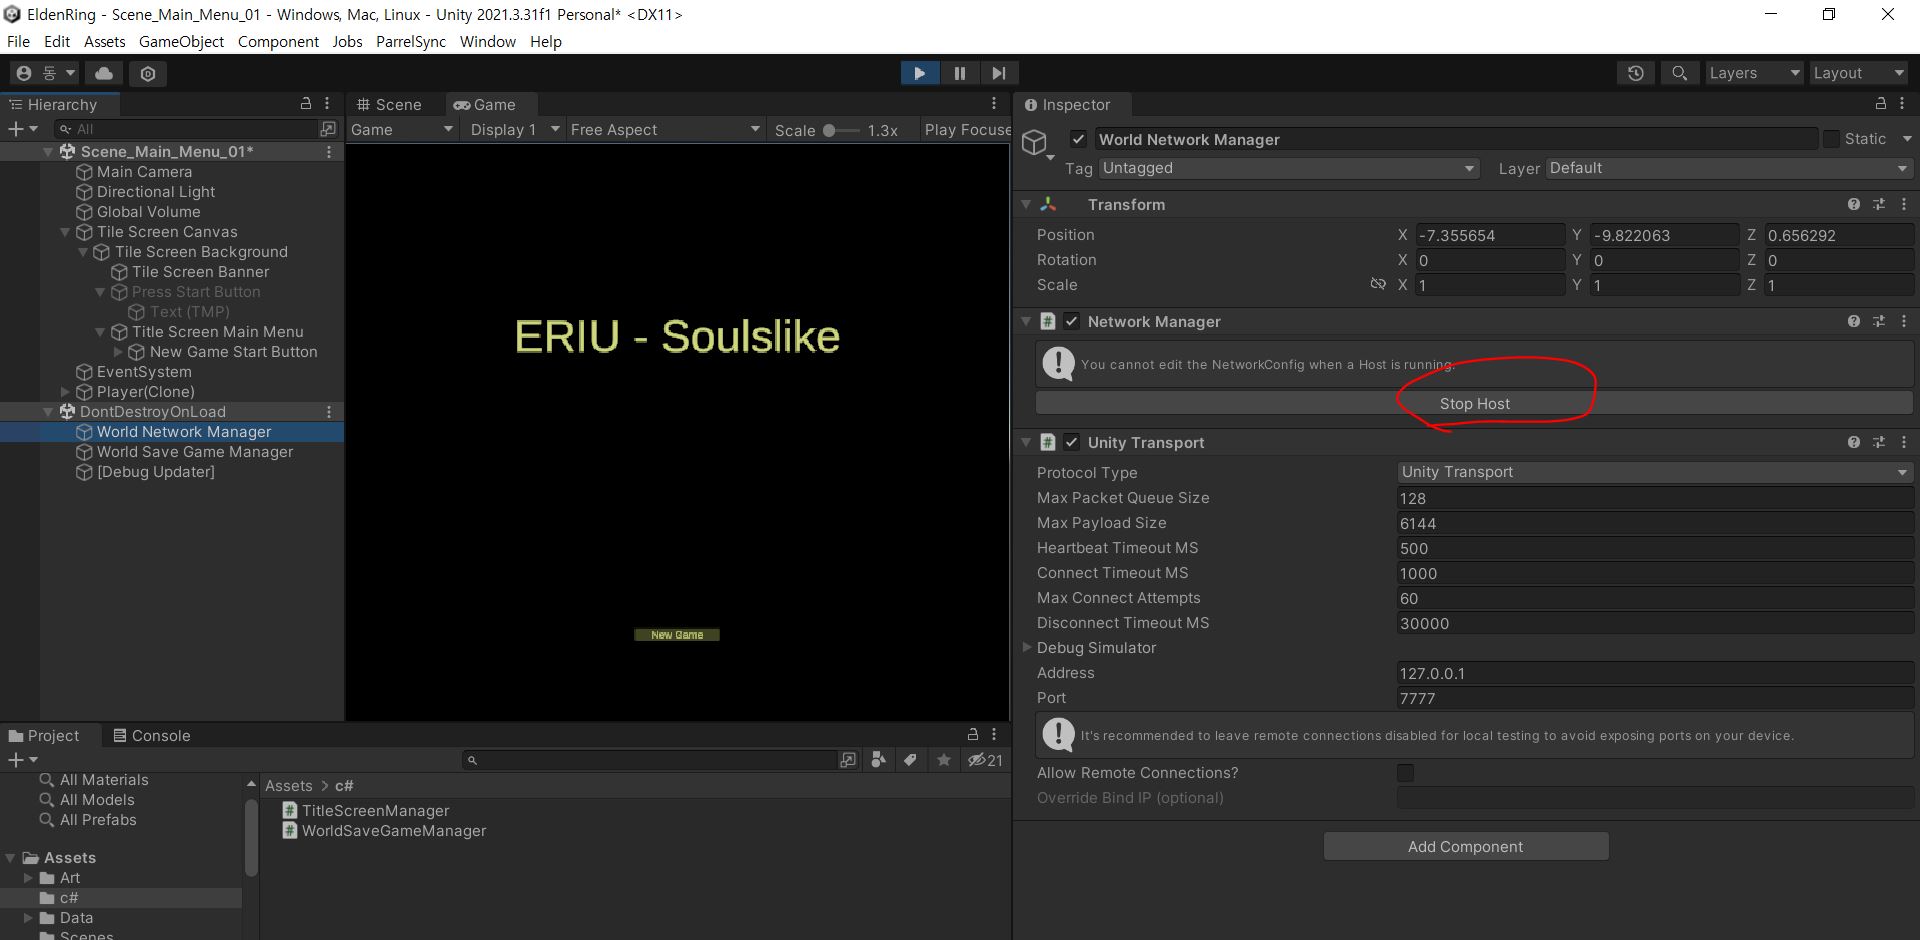 EldenRing - Scene_Main_Menu_01 - Windows, Mac, Linux - Unity 2021.3.31f1 Personal* <DX11>
File Edit Assets GameObject Component Jobs ParrelSync Window Help
동 Layers Layout
Hierarchy
All
Scene_Main_Menu_01*
Main Camera
Directional Light
Global Volume
Tile Screen Canvas
Tile Screen Background
Tile Screen Banner
Press Start Button
Text (TMP)
Title Screen Main Menu
New Game Start Button
EventSystem
Player(Clone)
DontDestroyOnLoad
World Network Manager
World Save Game Manager
[Debug Updater]
Scene Game
Game Display 1 Free Aspect Scale 1.3x Play Focuse
ERIU - Soulslike
New Game
Inspector
World Network Manager Static
Tag Untagged Layer Default
Transform
Position X -7.355654 Y -9.822063 Z 0.656292
Rotation X 0 Y 0 Z 0
Scale X 1 Y 1 Z 1
# Network Manager
You cannot edit the NetworkConfig when a Host is running.
Stop Host
# Unity Transport
Protocol Type Unity Transport
Max Packet Queue Size 128
Max Payload Size 6144
Heartbeat Timeout MS 500
Connect Timeout MS 1000
Max Connect Attempts 60
Disconnect Timeout MS 30000
Debug Simulator
Address 127.0.0.1
Port 7777
It's recommended to leave remote connections disabled for local testing to avoid exposing ports on your device.
Allow Remote Connections?
Override Bind IP (optional)
Add Component
Project Console
21
All Materials
All Models
All Prefabs
Assets
Art
c#
Data
Scenes
Assets > c#
# TitleScreenManager
# WorldSaveGameManager